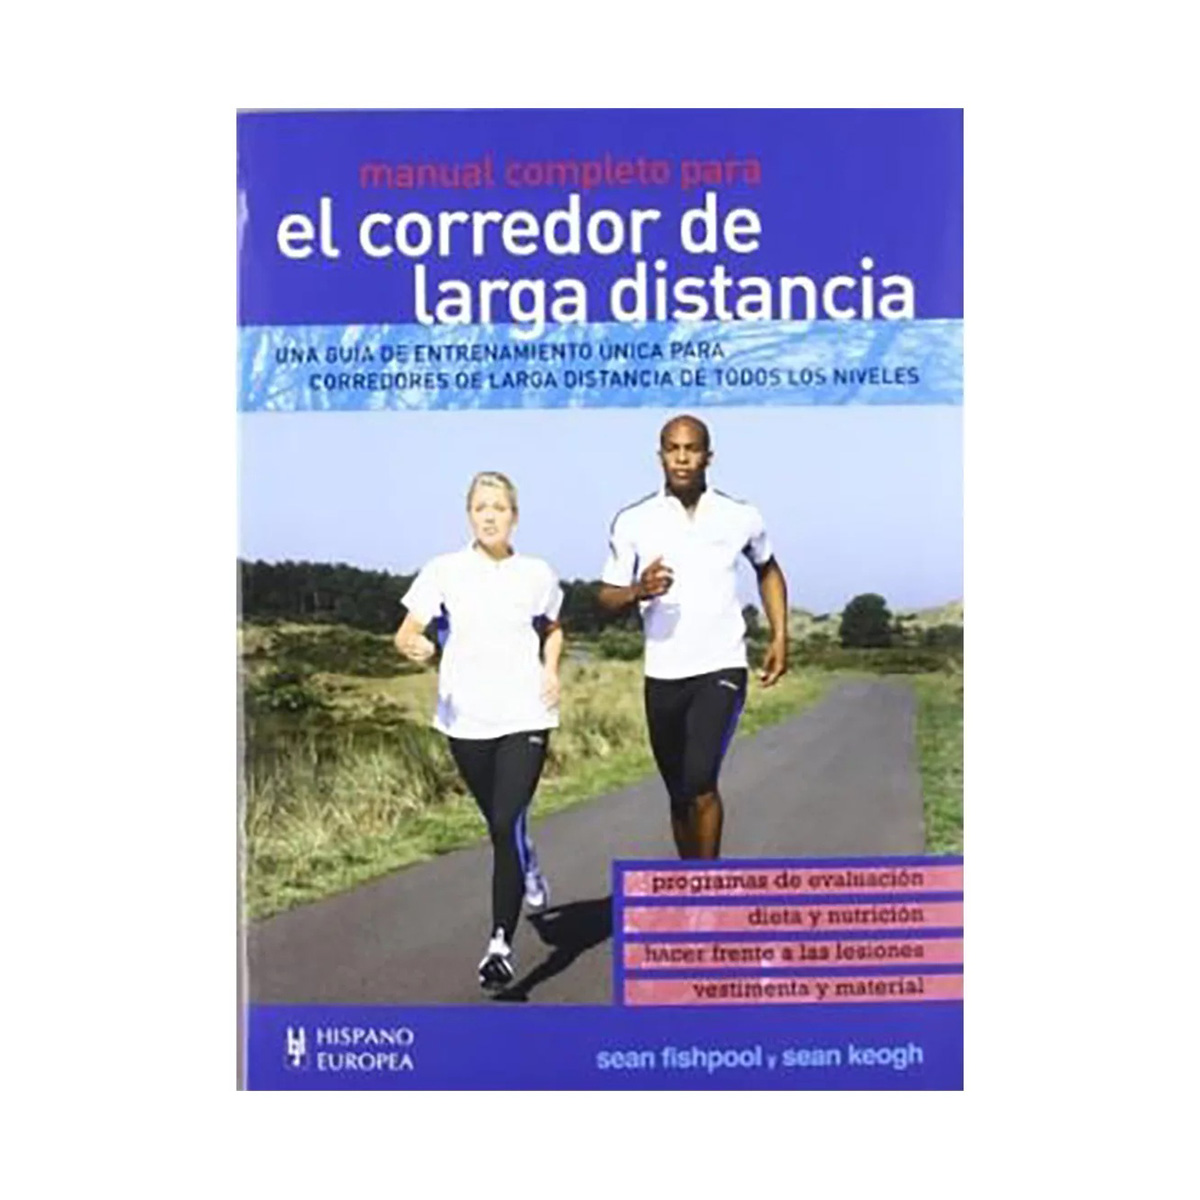 manual completo para
el corredor de
larga distancia
UNA GUÍA DE ENTRENAMIENTO ÚNICA PARA
CORREDORES DE LARGA DISTANCIA DE TODOS LOS NIVELES
programas de evaluación
dieta y nutrición
hacer frente a las lesiones
vestimenta y material
HISPANO
EUROPEA
sean fishpool y sean keogh